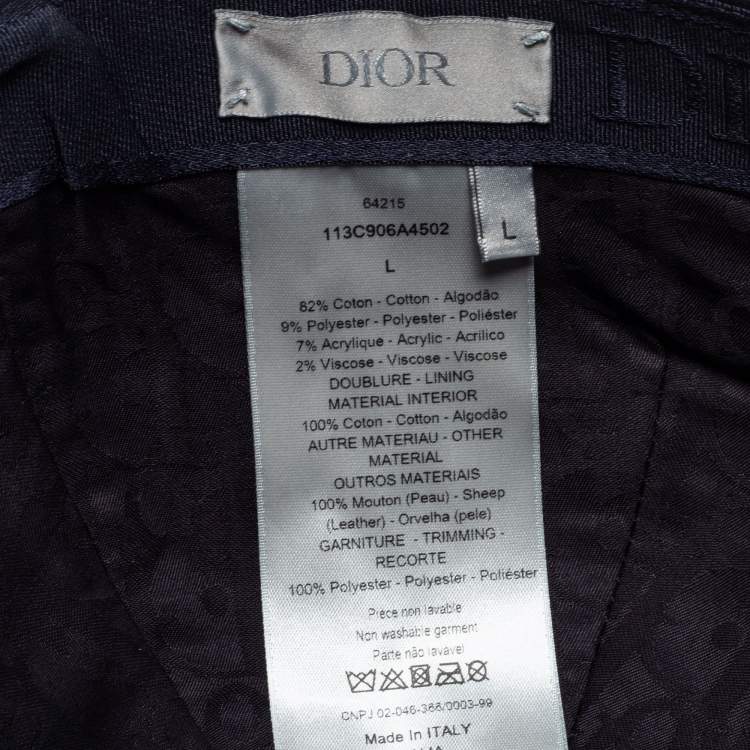 DIOR
64215
113C906A4502
L
L
82% Coton - Cotton - Algodão
9% Polyester - Polyester - Poliéster
7% Acrylique - Acrylic - Acrilico
2% Viscose - Viscose - Viscose
DOUBLURE - LINING
MATERIAL INTERIOR
100% Coton - Cotton - Algodão
AUTRE MATERIAU - OTHER
MATERIAL
OUTROS MATERIAIS
100% Mouton (Peau) - Sheep
(Leather) - Orvelha (pele)
GARNITURE - TRIMMING -
RECORTE
100% Polyester - Polyester - Poliéster
Pièce non lavable
Non washable garment
Parte não lavavel
CNPJ 02-046-366/0003-99
Made in ITALY